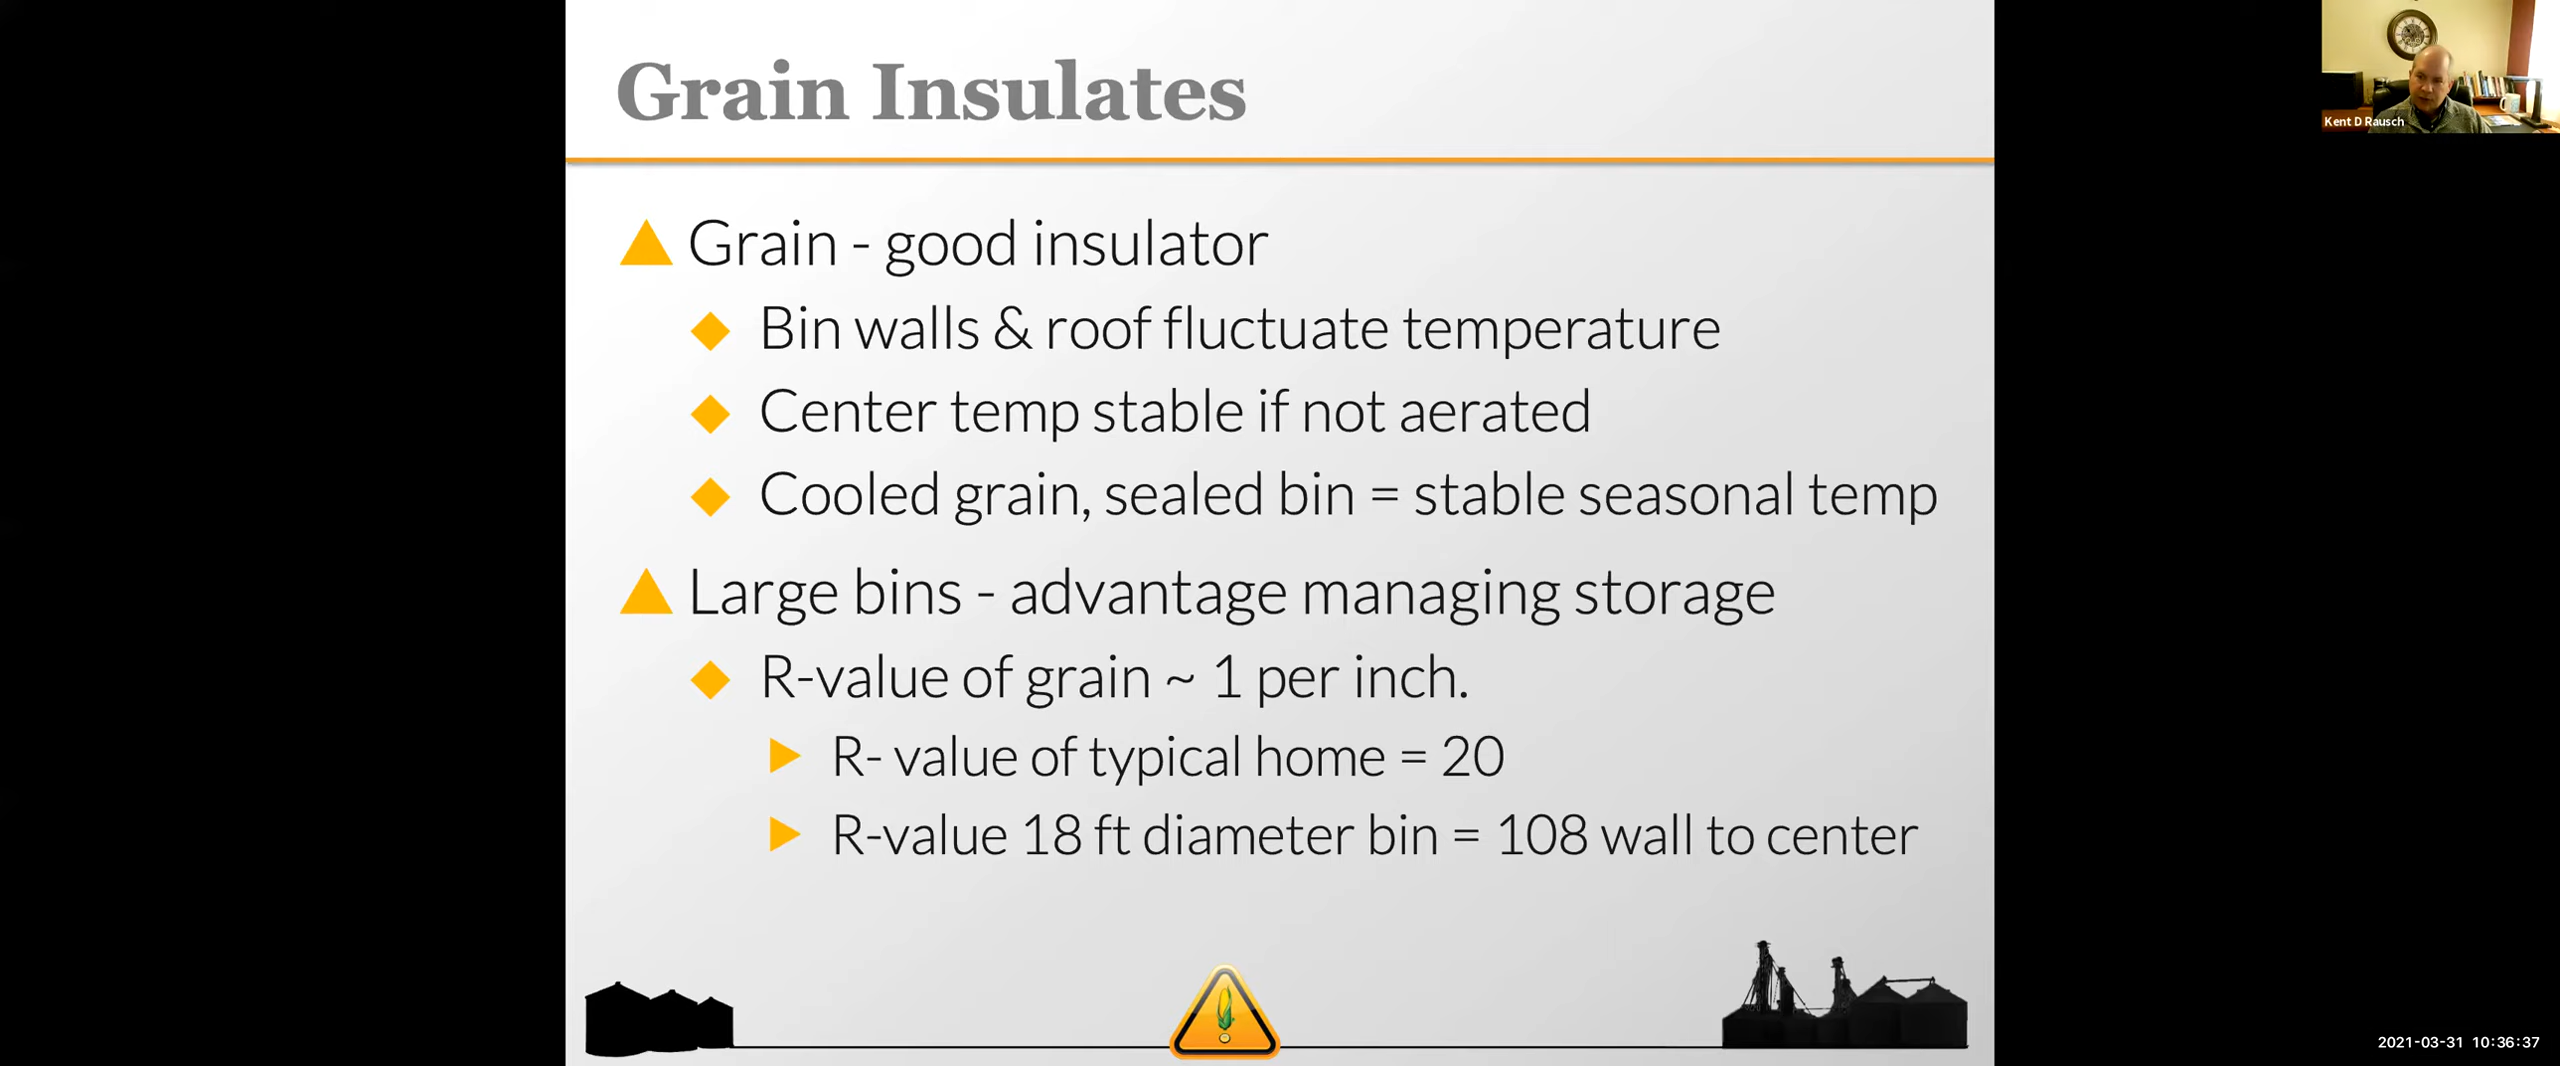 Grain Insulates
Kent D Rausch
Grain - good insulator
Bin walls & roof fluctuate temperature
Center temp stable if not aerated
Cooled grain, sealed bin = stable seasonal temp
Large bins - advantage managing storage
R-value of grain ~ 1 per inch.
R- value of typical home = 20
R-value 18 ft diameter bin = 108 wall to center
2021-03-31 10:36:37